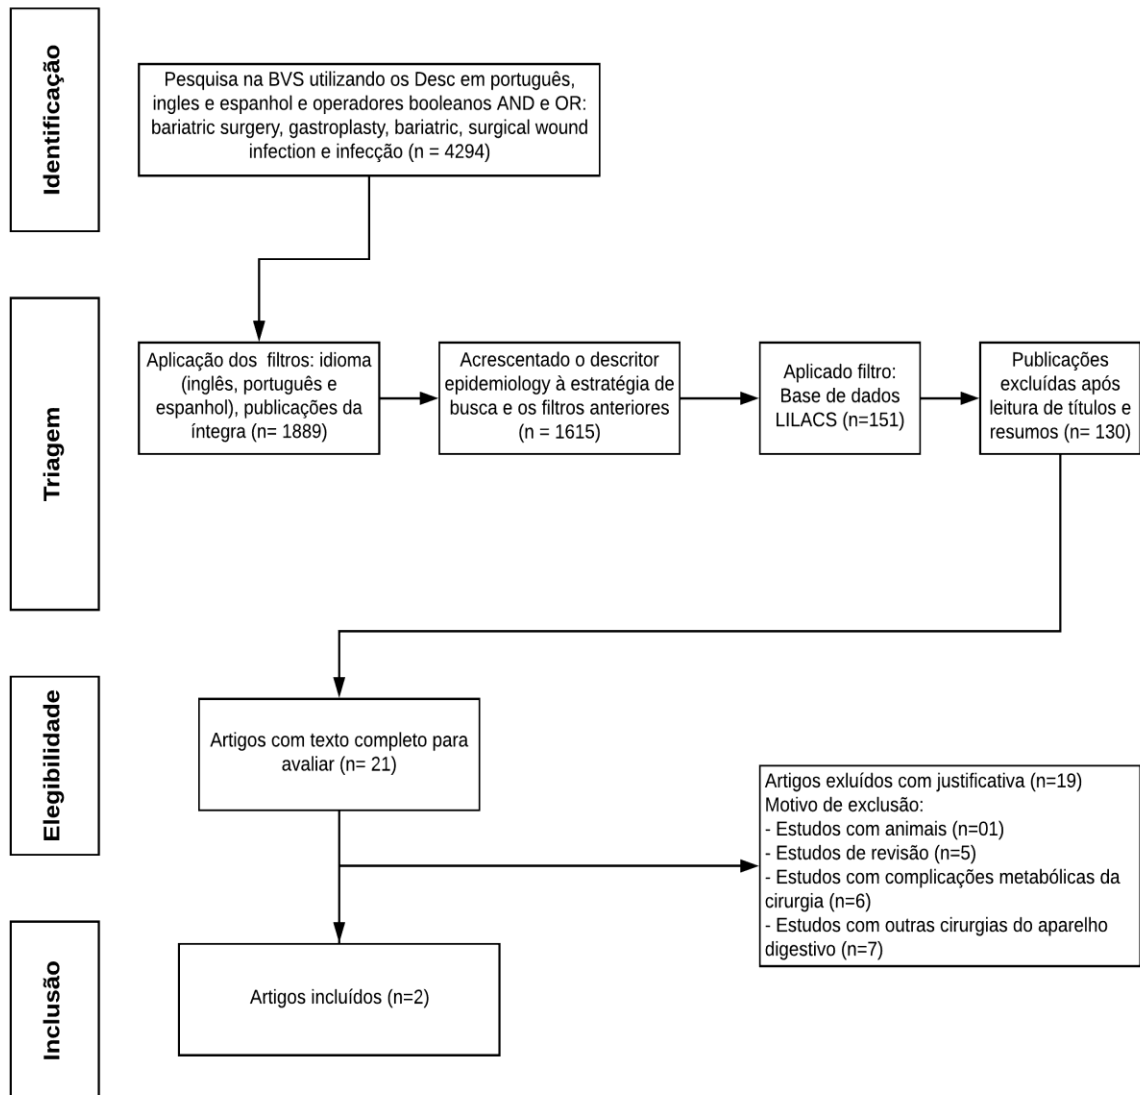 Identificação
Pesquisa na BVS utilizando os Desc em português,
ingles e espanhol e operadores booleanos AND e OR:
bariatric surgery, gastroplasty, bariatric, surgical wound
infection e infecção (n = 4294)
Triagem
Aplicação dos filtros: idioma
(inglês, português e
espanhol), publicações da
íntegra (n= 1889)
Acrescentado o descritor
epidemiology à estratégia de
busca e os filtros anteriores
(n = 1615)
Aplicado filtro:
Base de dados
LILACS (n=151)
Publicações
excluídas após
leitura de títulos e
resumos (n= 130)
Elegibilidade
Artigos com texto completo para
avaliar (n= 21)
Artigos exluídos com justificativa (n=19)
Motivo de exclusão:
- Estudos com animais (n=01)
- Estudos de revisão (n=5)
- Estudos com complicações metabólicas da
cirurgia (n=6)
- Estudos com outras cirurgias do aparelho
digestivo (n=7)
Inclusão
Artigos incluídos (n=2)